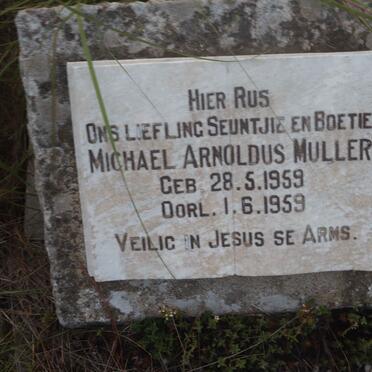 Hier Rus
Ons Liefling Seuntjie en Boetie
Michael Arnoldus Muller
Geb. 28.5.1959
Oorl. 1.6.1959
Veilig in Jesus se Arms.